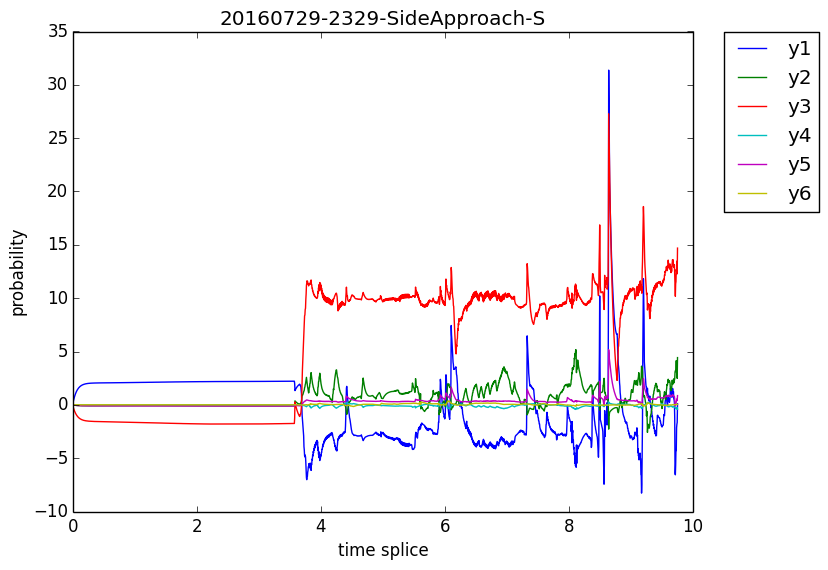 20160729-2329-SideApproach-S
35
30
25
20
15
10
5
0
−5
−10
probability
0 2 4 6 8 10
time splice
y1
y2
y3
y4
y5
y6